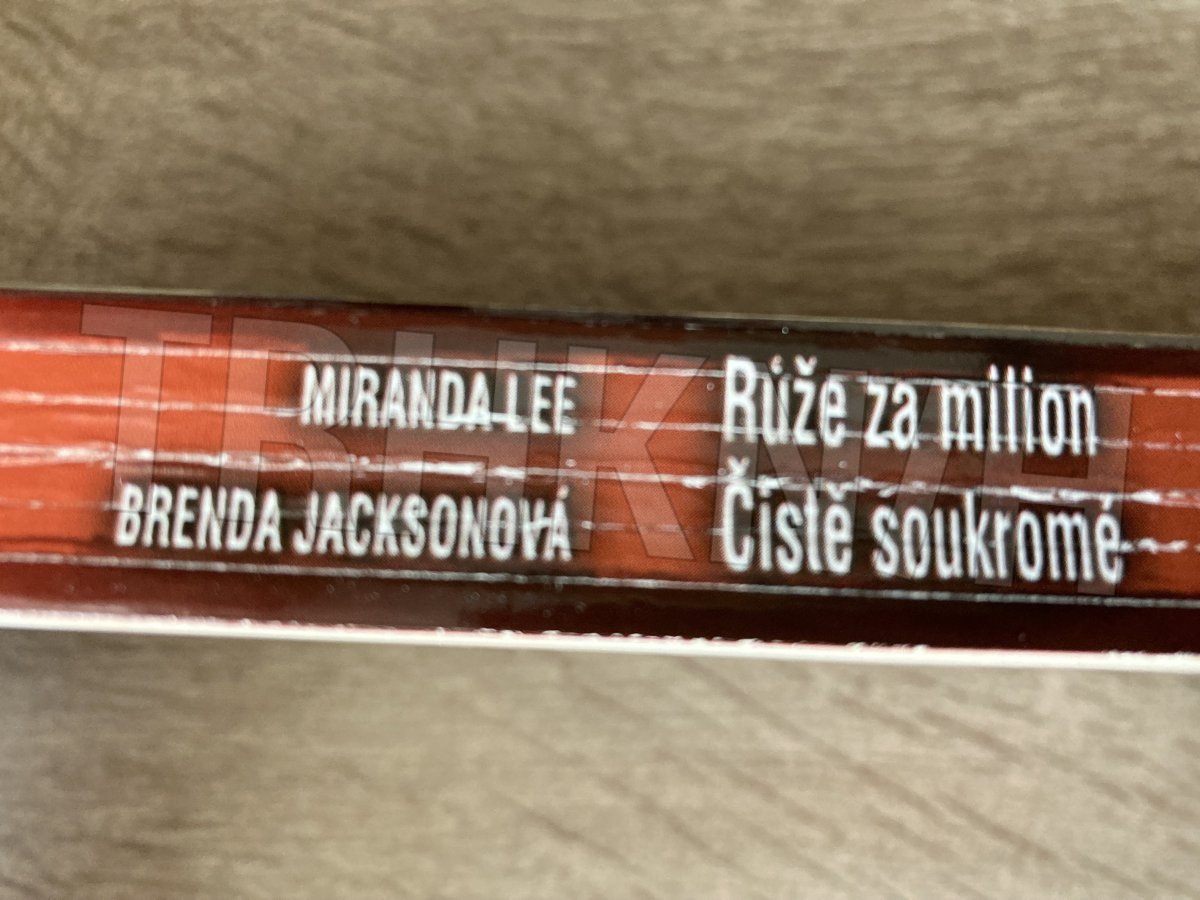 MIRANDA LEE Růže za milion
BRENDA JACKSONOVÁ Čistě soukromé